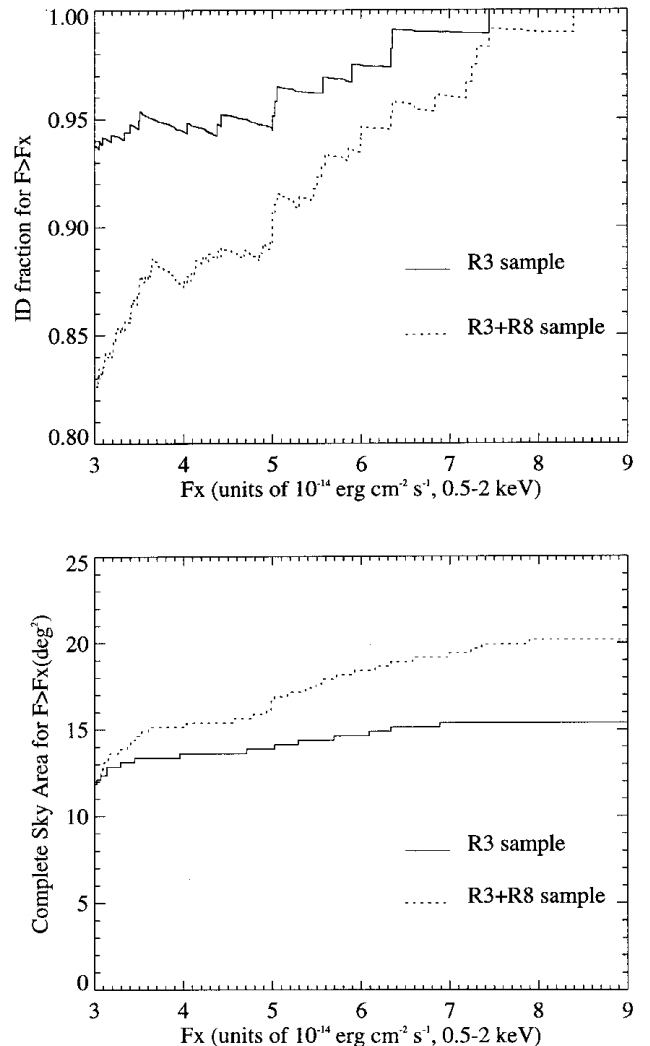 1.00
0.95
0.90
0.85
0.80
ID fraction for F>Fx
R3 sample
R3+R8 sample
3 4 5 6 7 8 9
Fx (units of 10⁻¹⁴ erg cm⁻² s⁻¹, 0.5-2 keV)
25
20
15
10
5
0
Complete Sky Area for F>Fx(deg²)
R3 sample
R3+R8 sample
3 4 5 6 7 8 9
Fx (units of 10⁻¹⁴ erg cm⁻² s⁻¹, 0.5-2 keV)